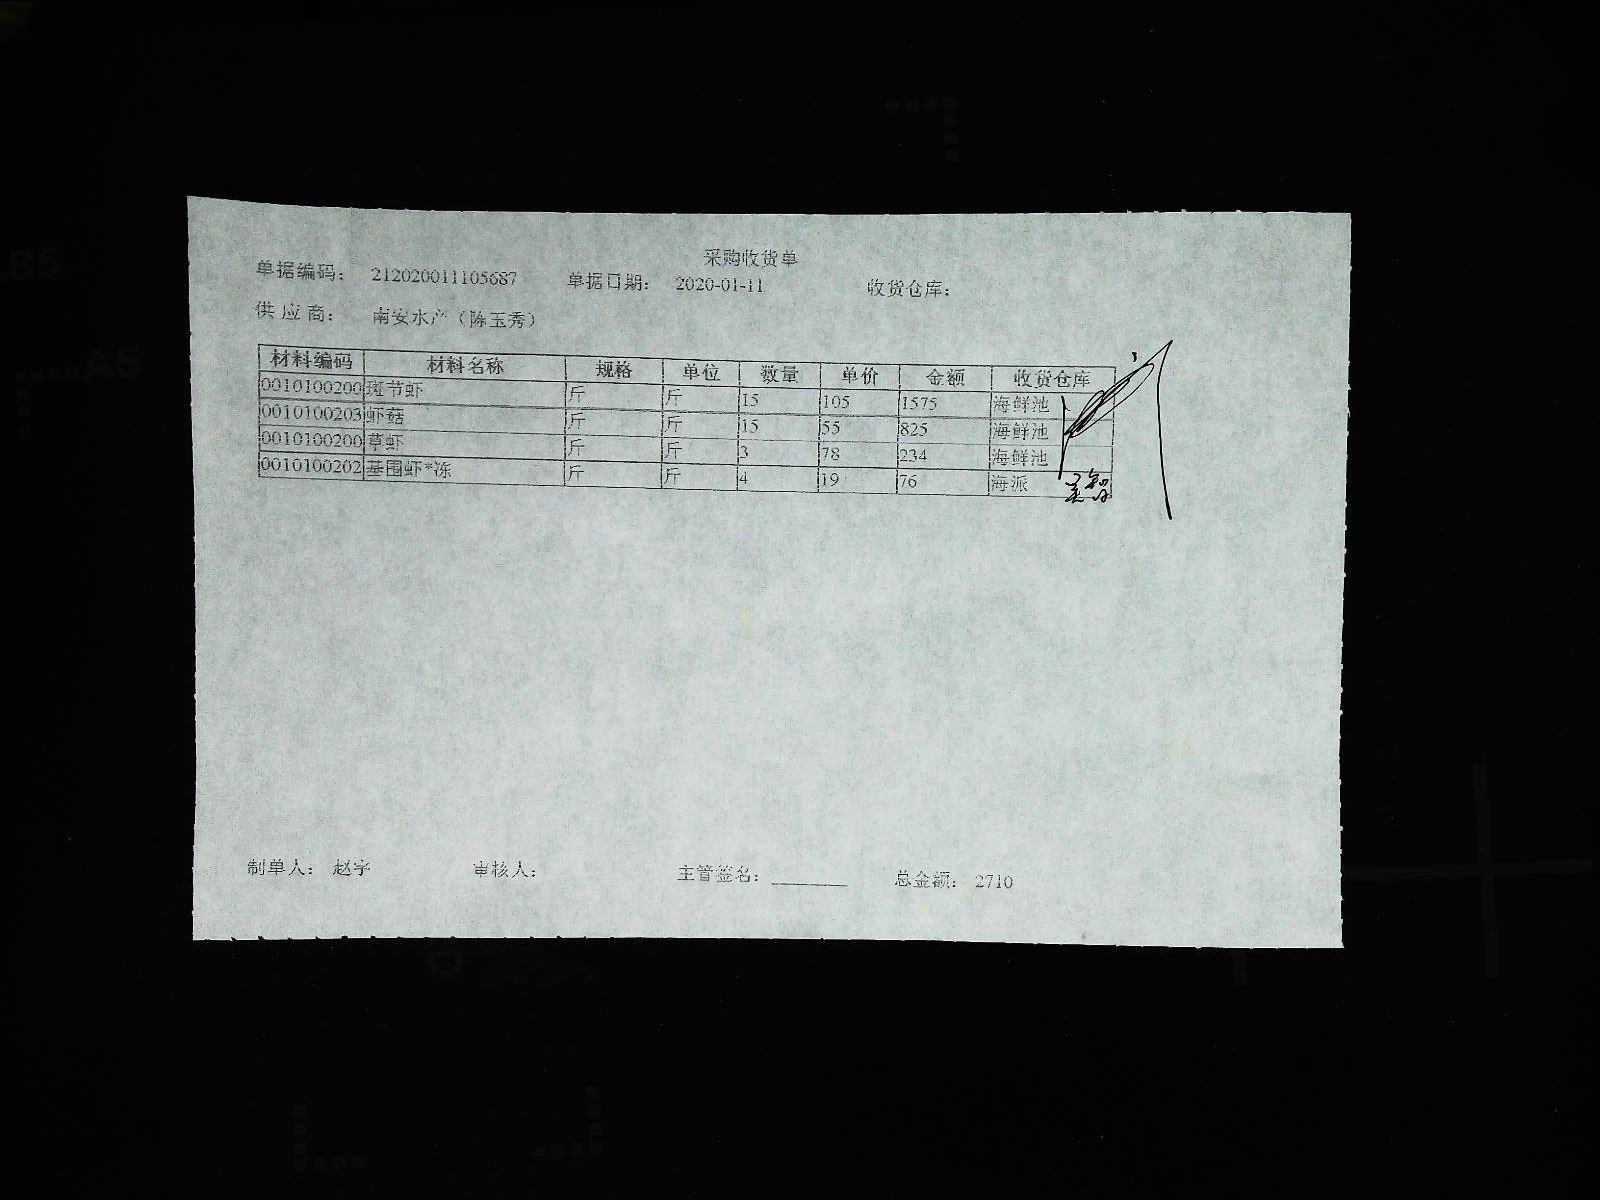 采购收货单
单据编码： 212020011105687 单据日期： 2020-01-11 收货仓库：
供 应 商： 南安水产（陈玉秀）
材料编码 材料名称 规格 单位 数量 单价 金额 收货仓库
0010100200 斑节虾 斤 斤 15 105 1575 海鲜池
0010100203 虾菇 斤 斤 15 55 825 海鲜池
0010100200 草虾 斤 斤 3 78 234 海鲜池
0010100202 基围虾*冻 斤 斤 4 19 76 海派
制单人： 赵宇 审核人： 主管签名：______ 总金额： 2710